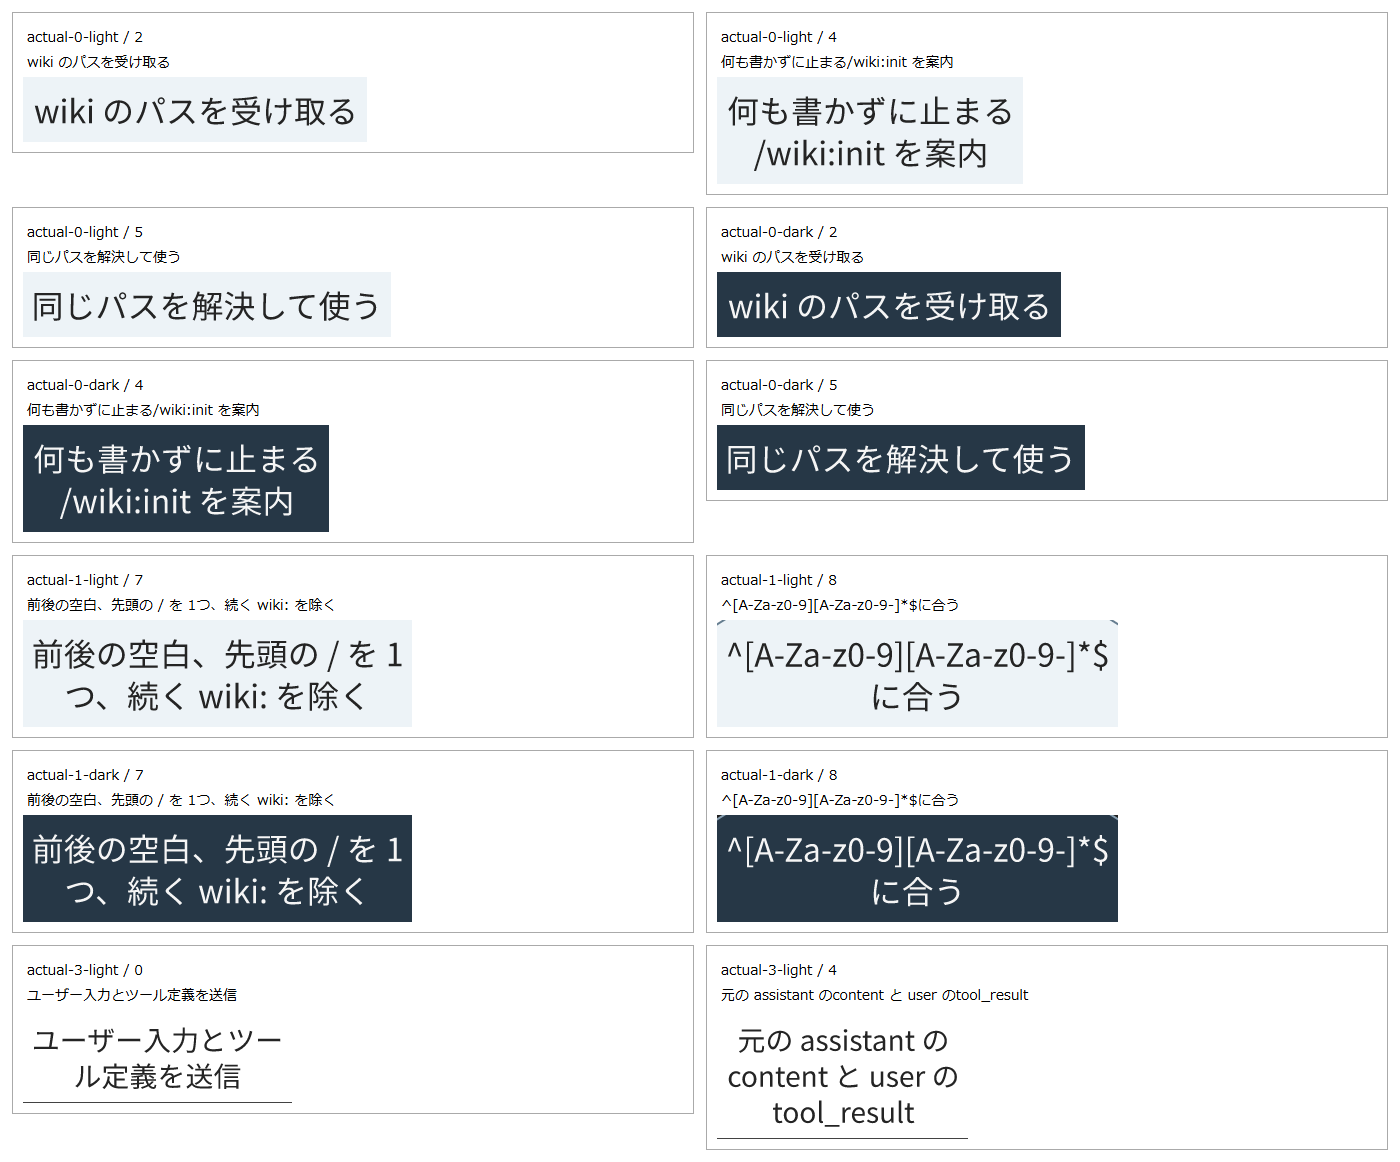 actual-0-light / 2
wiki のパスを受け取る
wiki のパスを受け取る
actual-0-light / 4
何も書かずに止まる/wiki:init を案内
何も書かずに止まる
/wiki:init を案内
actual-0-light / 5
同じパスを解決して使う
同じパスを解決して使う
actual-0-dark / 2
wiki のパスを受け取る
wiki のパスを受け取る
actual-0-dark / 4
何も書かずに止まる/wiki:init を案内
何も書かずに止まる
/wiki:init を案内
actual-0-dark / 5
同じパスを解決して使う
同じパスを解決して使う
actual-1-light / 7
前後の空白、先頭の / を 1つ、続く wiki: を除く
前後の空白、先頭の / を 1
つ、続く wiki: を除く
actual-1-light / 8
^[A-Za-z0-9][A-Za-z0-9-]*$に合う
^[A-Za-z0-9][A-Za-z0-9-]*$
に合う
actual-1-dark / 7
前後の空白、先頭の / を 1つ、続く wiki: を除く
前後の空白、先頭の / を 1
つ、続く wiki: を除く
actual-1-dark / 8
^[A-Za-z0-9][A-Za-z0-9-]*$に合う
^[A-Za-z0-9][A-Za-z0-9-]*$
に合う
actual-3-light / 0
ユーザー入力とツール定義を送信
ユーザー入力とツー
ル定義を送信
actual-3-light / 4
元の assistant のcontent と user のtool_result
元の assistant の
content と user の
tool_result